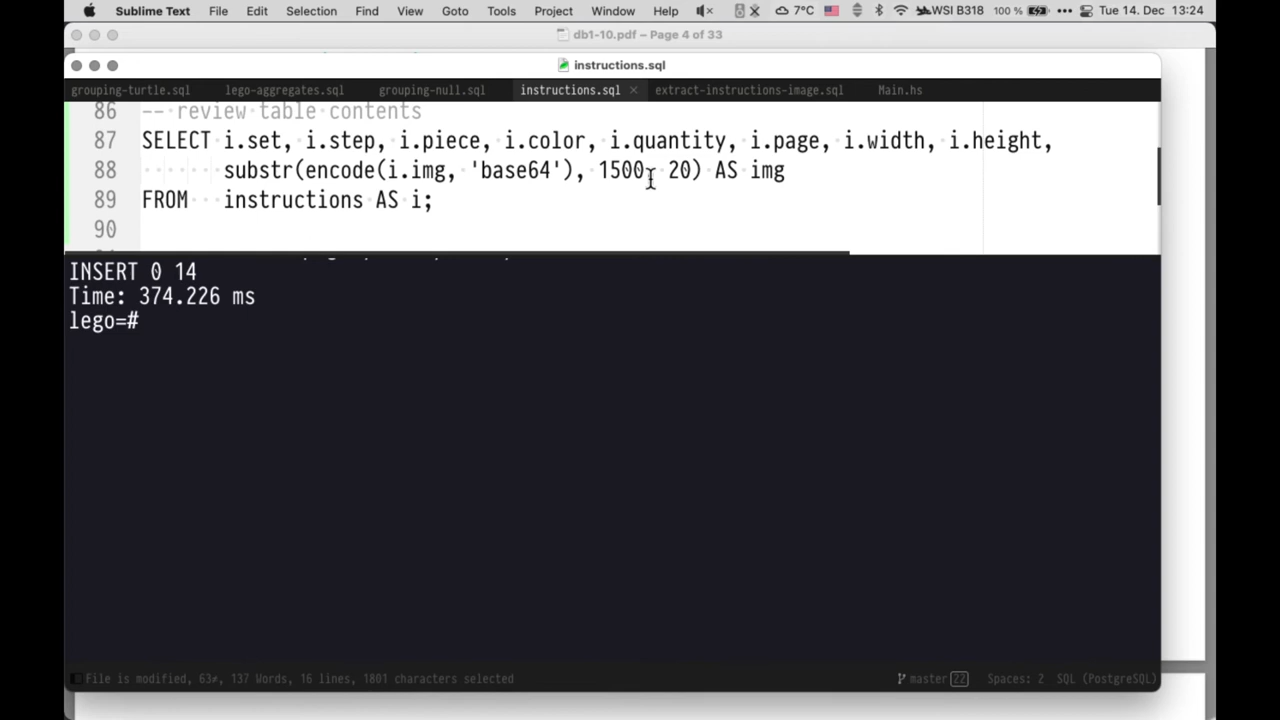 Sublime Text File Edit Selection Find View Goto Tools Project Window Help 7°C WSI B318 100 % Tue 14. Dec 13:24
db1-10.pdf – Page 4 of 33
instructions.sql
grouping-turtle.sql lego-aggregates.sql grouping-null.sql instructions.sql × extract-instructions-image.sql Main.hs
86 -- review table contents
87 SELECT i.set, i.step, i.piece, i.color, i.quantity, i.page, i.width, i.height,
88 substr(encode(i.img, 'base64'), 1500, 20) AS img
89 FROM instructions AS i;
90
INSERT 0 14
Time: 374.226 ms
lego=#
File is modified, 63≠, 137 Words, 16 lines, 1801 characters selected master 22 Spaces: 2 SQL (PostgreSQL)